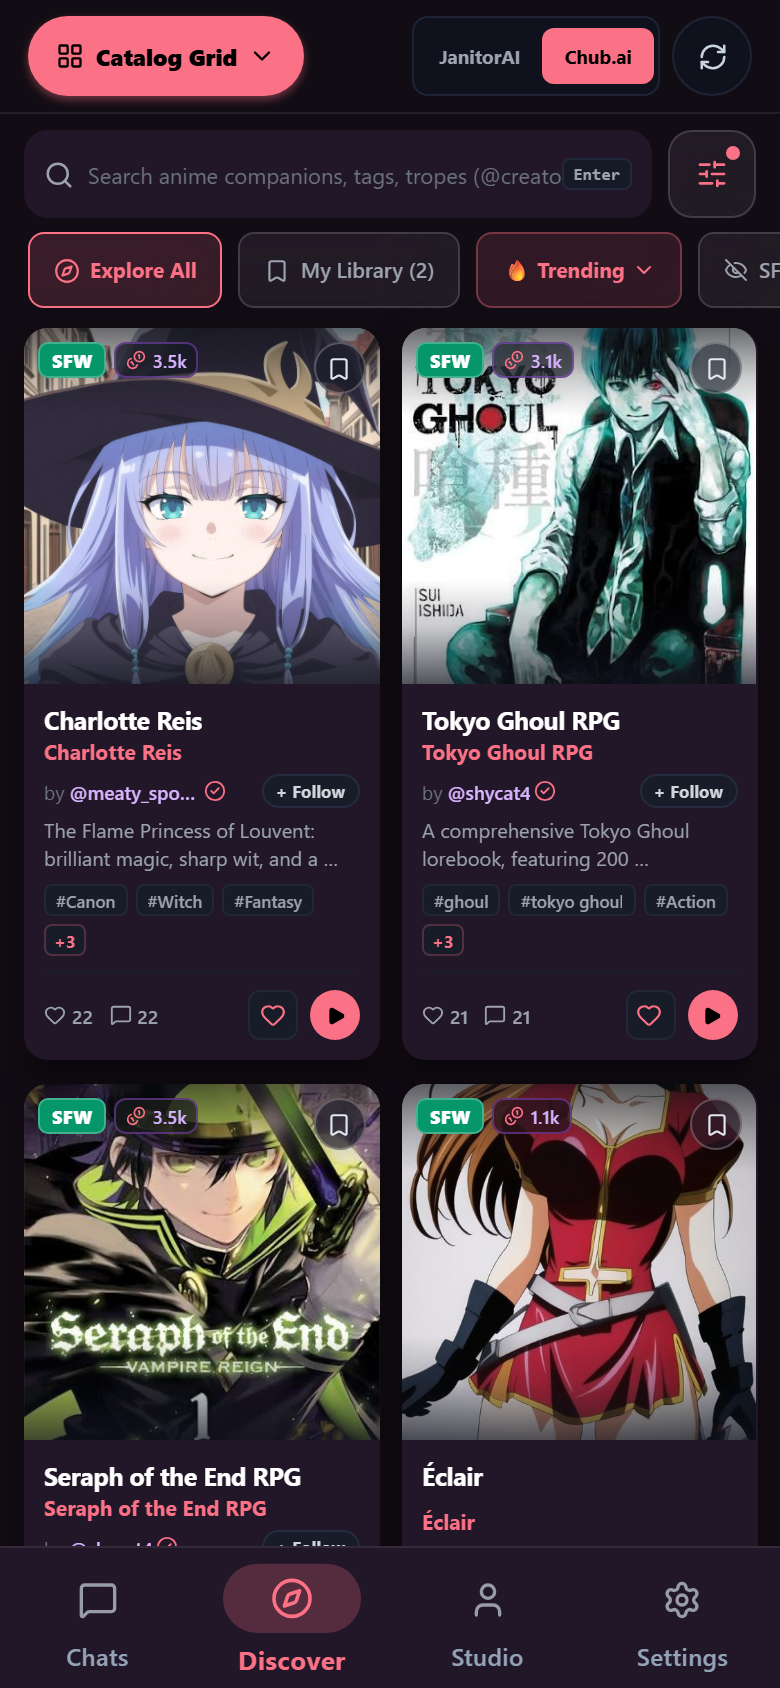 Catalog Grid
JanitorAI
Chub.ai
Search anime companions, tags, tropes (@creato
Enter
Explore All
My Library (2)
Trending
SF
SFW
3.5k
SFW
3.1k
TOKYO
GHOUL
喰種
SUI
ISHIDA
Charlotte Reis
Charlotte Reis
by @meaty_spo...
+ Follow
The Flame Princess of Louvent:
brilliant magic, sharp wit, and a ...
#Canon
#Witch
#Fantasy
+3
22
22
Tokyo Ghoul RPG
Tokyo Ghoul RPG
by @shycat4
+ Follow
A comprehensive Tokyo Ghoul
lorebook, featuring 200 ...
#ghoul
#tokyo ghoul
#Action
+3
21
21
SFW
3.5k
Seraph of the End
VAMPIRE REIGN
1
SFW
1.1k
Seraph of the End RPG
Seraph of the End RPG
Éclair
Éclair
Chats
Discover
Studio
Settings